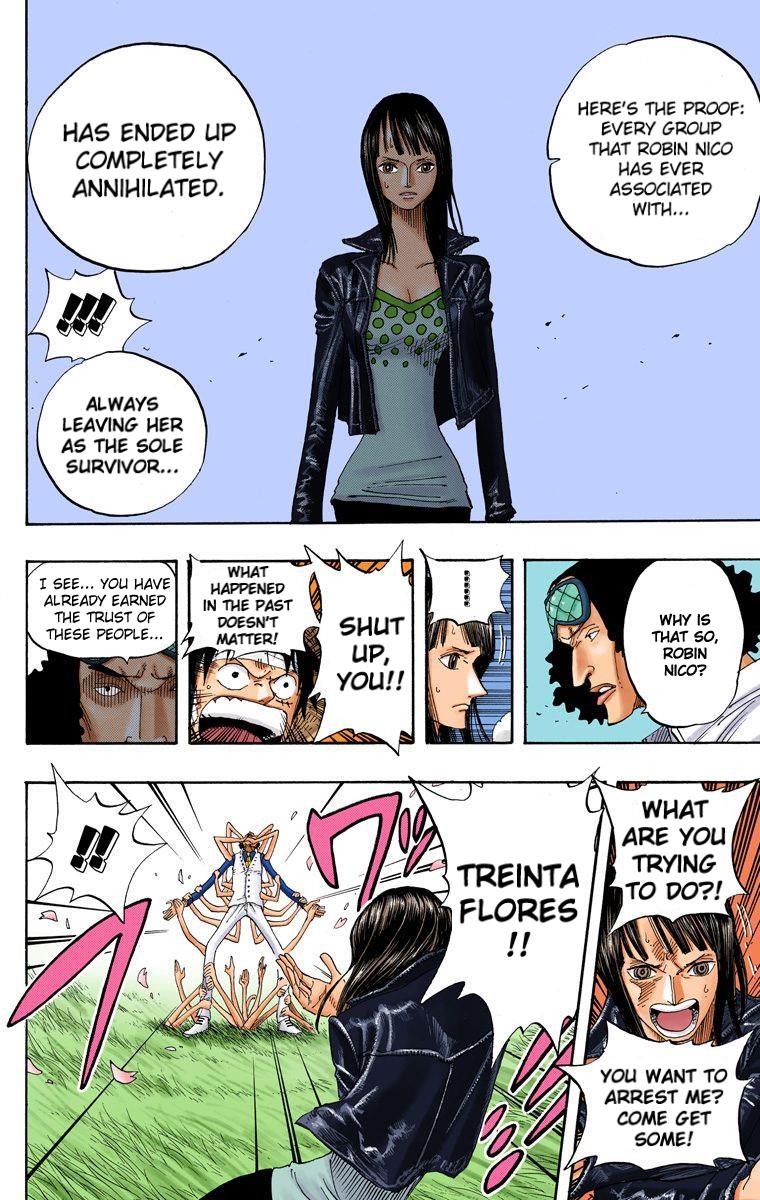 HERE'S THE PROOF:
EVERY GROUP
THAT ROBIN NICO
HAS EVER
ASSOCIATED
WITH...
HAS ENDED UP
COMPLETELY
ANNIHILATED.
!!!
ALWAYS
LEAVING HER
AS THE SOLE
SURVIVOR...
WHY IS
THAT SO,
ROBIN
NICO?
SHUT
UP,
YOU!!
WHAT
HAPPENED
IN THE PAST
DOESN'T
MATTER!
I SEE... YOU HAVE
ALREADY EARNED
THE TRUST OF
THESE PEOPLE...
WHAT
ARE YOU
TRYING
TO DO?!
YOU WANT TO
ARREST ME?
COME GET
SOME!
TREINTA
FLORES
!!
!!